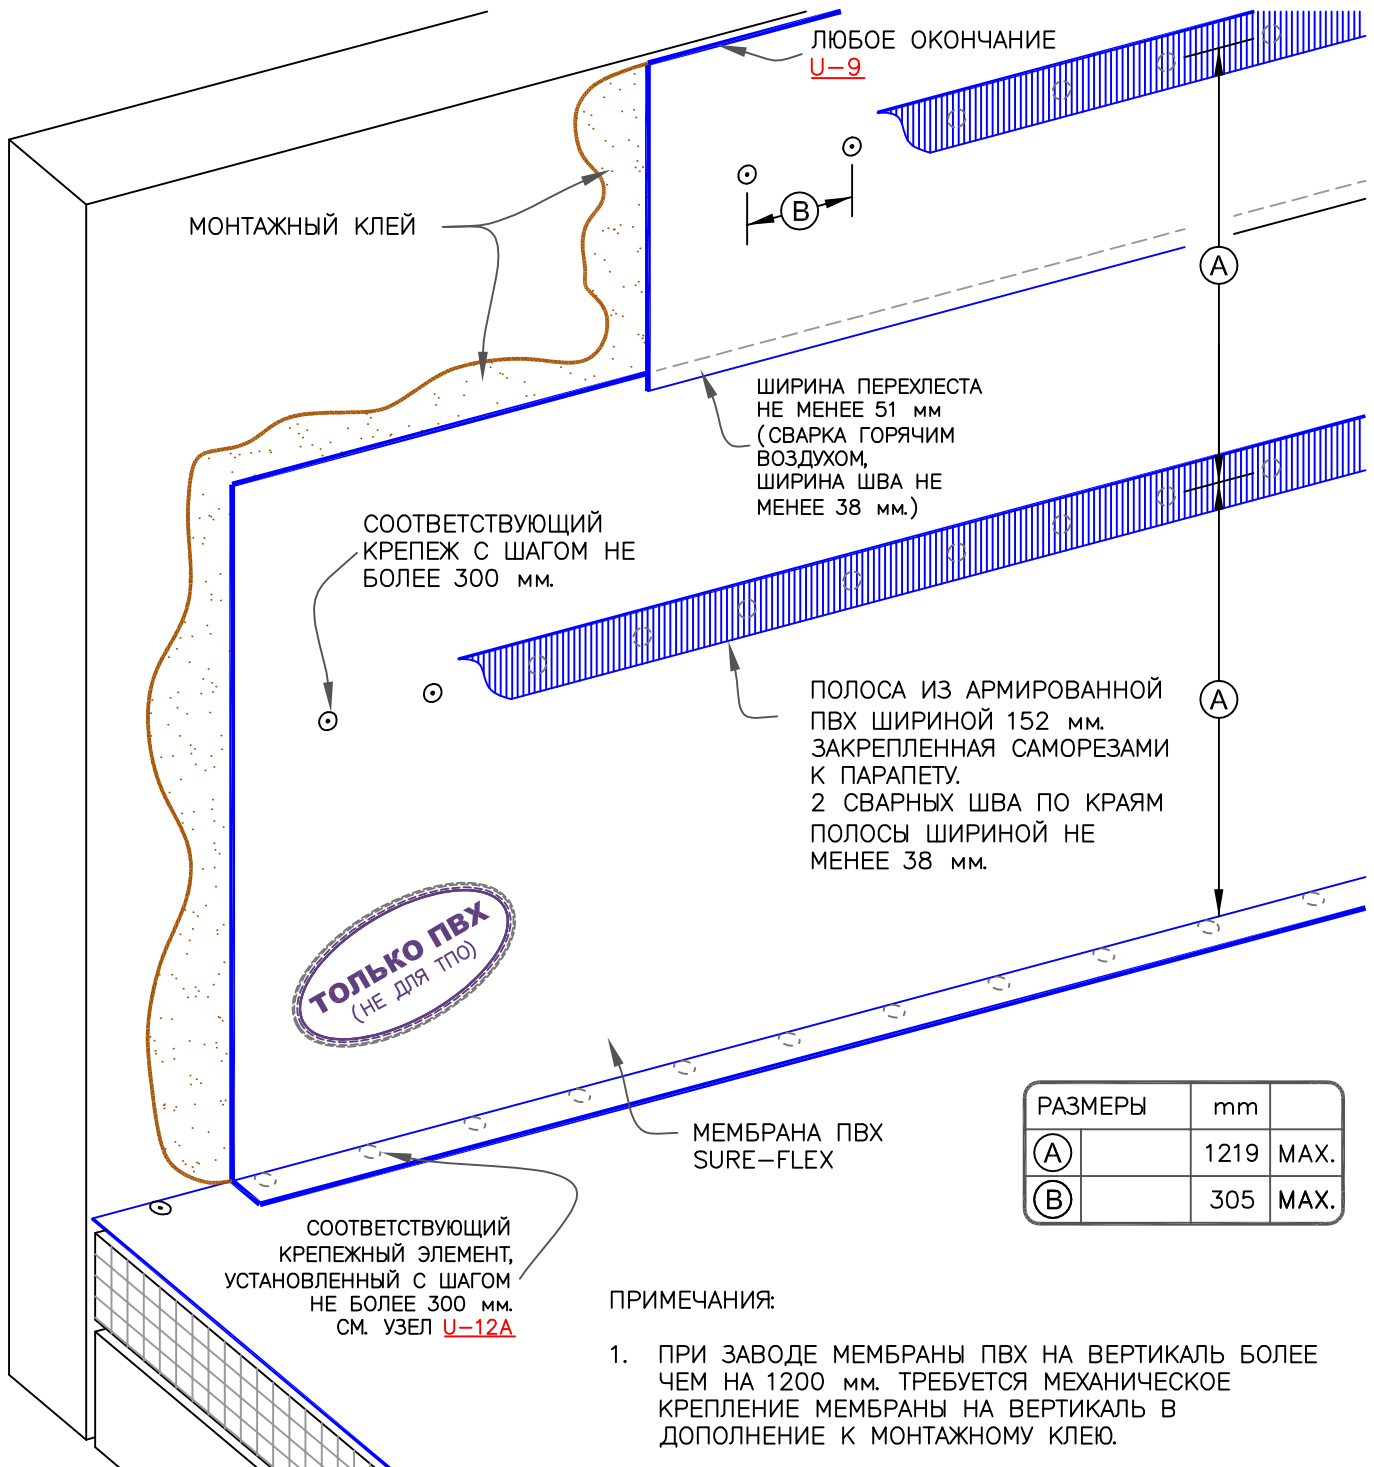 ЛЮБОЕ ОКОНЧАНИЕ
U-9
МОНТАЖНЫЙ КЛЕЙ
B
A
ШИРИНА ПЕРЕХЛЕСТА
НЕ МЕНЕЕ 51 мм
(СВАРКА ГОРЯЧИМ
ВОЗДУХОМ,
ШИРИНА ШВА НЕ
МЕНЕЕ 38 мм.)
СООТВЕТСТВУЮЩИЙ
КРЕПЕЖ С ШАГОМ НЕ
БОЛЕЕ 300 мм.
ПОЛОСА ИЗ АРМИРОВАННОЙ
ПВХ ШИРИНОЙ 152 мм.
ЗАКРЕПЛЕННАЯ САМОРЕЗАМИ
К ПАРАПЕТУ.
2 СВАРНЫХ ШВА ПО КРАЯМ
ПОЛОСЫ ШИРИНОЙ НЕ
МЕНЕЕ 38 мм.
A
ТОЛЬКО ПВХ
(НЕ ДЛЯ ТПО)
МЕМБРАНА ПВХ
SURE-FLEX
РАЗМЕРЫ mm
A 1219 MAX.
B 305 MAX.
СООТВЕТСТВУЮЩИЙ
КРЕПЕЖНЫЙ ЭЛЕМЕНТ,
УСТАНОВЛЕННЫЙ С ШАГОМ
НЕ БОЛЕЕ 300 мм.
СМ. УЗЕЛ U-12A
ПРИМЕЧАНИЯ:
1. ПРИ ЗАВОДЕ МЕМБРАНЫ ПВХ НА ВЕРТИКАЛЬ БОЛЕЕ
ЧЕМ НА 1200 мм. ТРЕБУЕТСЯ МЕХАНИЧЕСКОЕ
КРЕПЛЕНИЕ МЕМБРАНЫ НА ВЕРТИКАЛЬ В
ДОПОЛНЕНИЕ К МОНТАЖНОМУ КЛЕЮ.